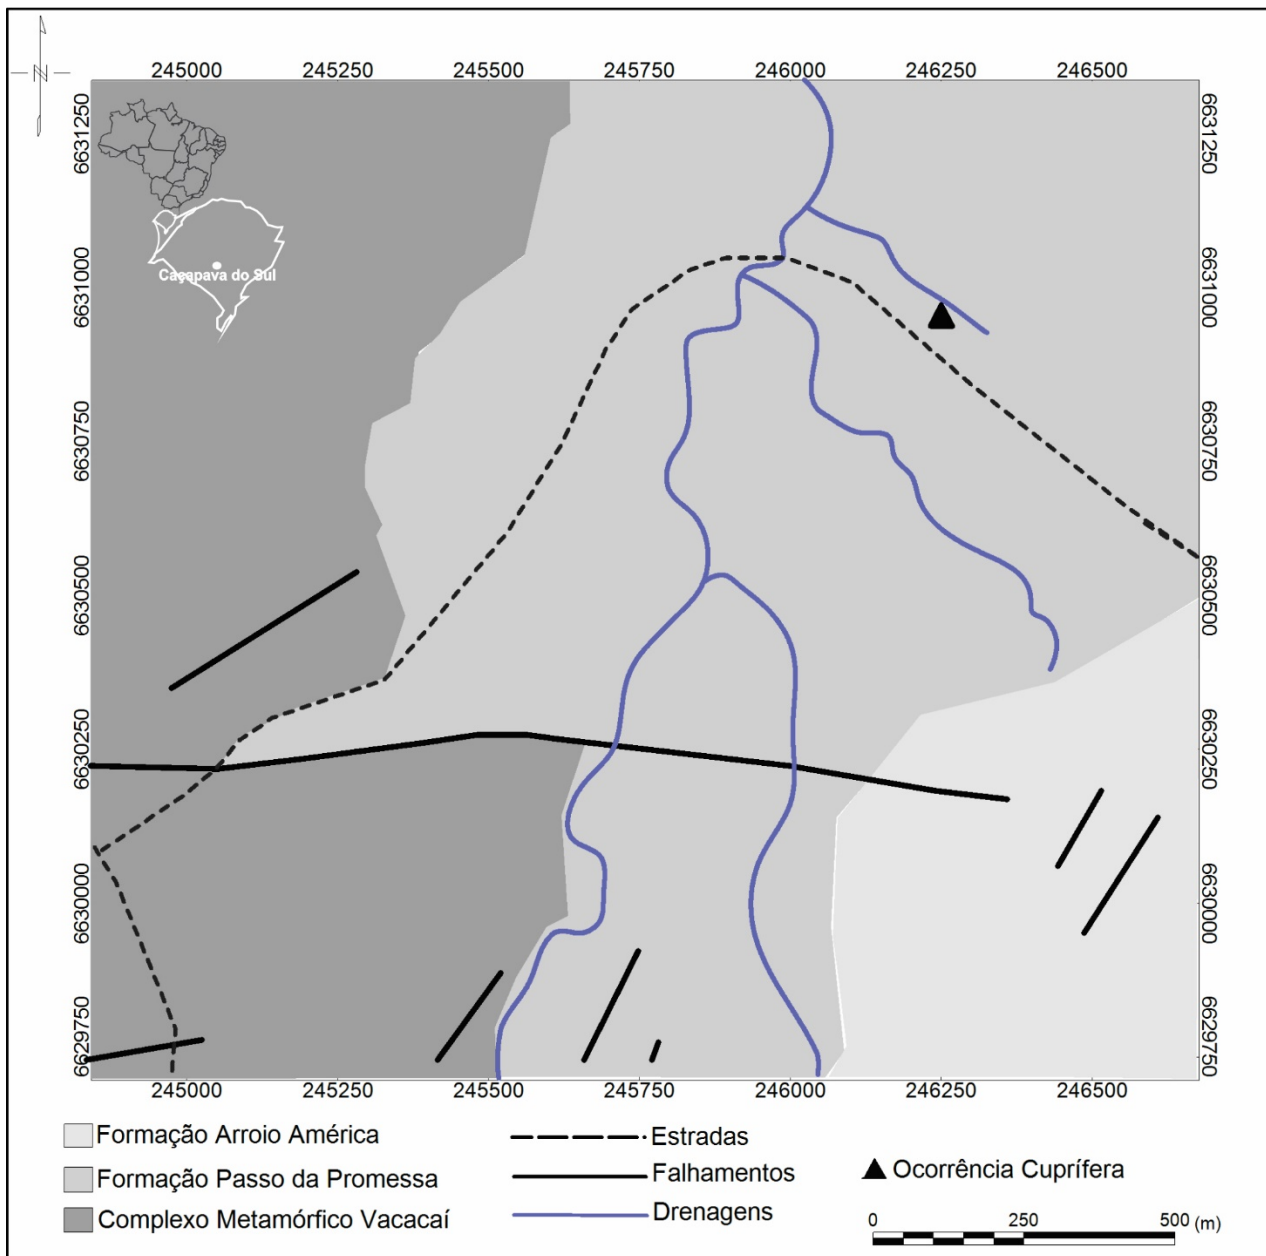 N
245000 245250 245500 245750 246000 246250 246500
6631250
6631000
6630750
6630500
6630250
6630000
6629750
Caçapava do Sul
6631250
6631000
6630750
6630500
6630250
6630000
6629750
245000 245250 245500 245750 246000 246250 246500
Formação Arroio América
Formação Passo da Promessa
Complexo Metamórfico Vacacaí
Estradas
Falhamentos
Drenagens
Ocorrência Cuprífera
0 250 500 (m)